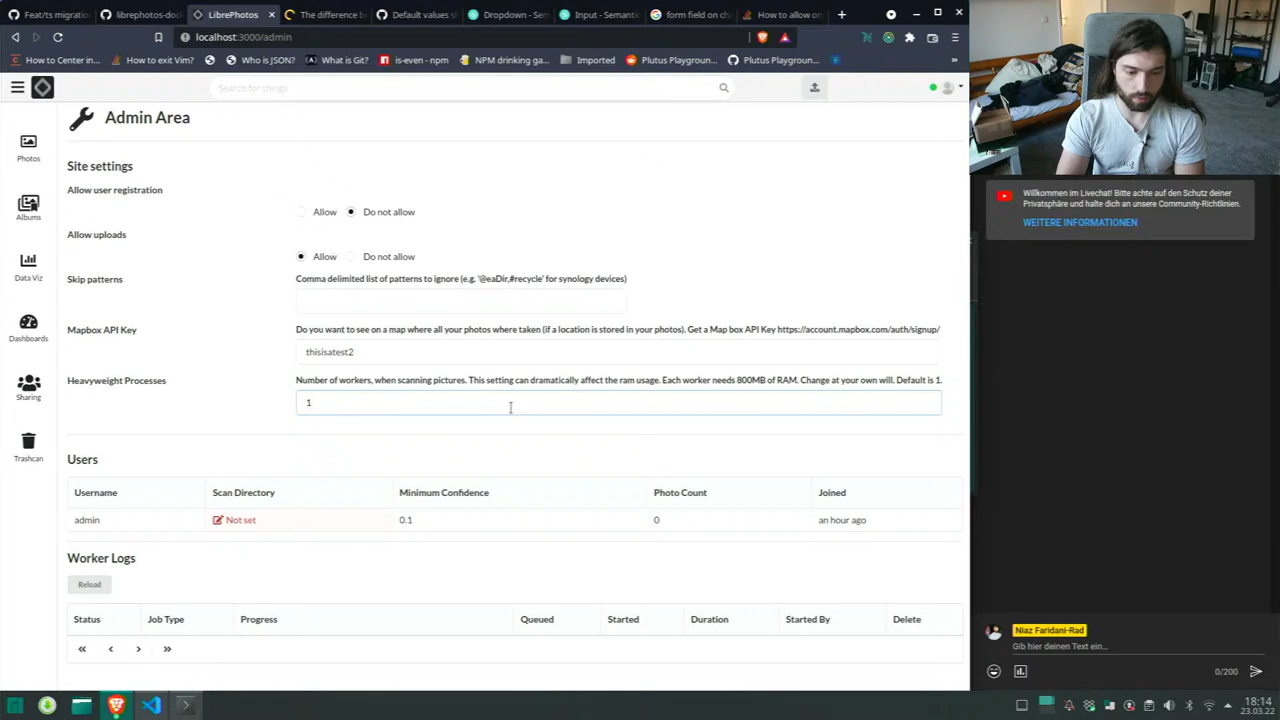 Feat/ts migratio
librephotos-dock
LibrePhotos
The difference b
Default values s
Dropdown - Sem
Input - Semantic
form field on ch
How to allow on
localhost:3000/admin
How to Center in...
How to exit Vim?
Who is JSON?
What is Git?
is-even - npm
NPM drinking ga...
Imported
Plutus Playgroun...
Plutus Playgroun...
Search for things
Admin Area
Site settings
Allow user registration
Allow
Do not allow
Allow uploads
Allow
Do not allow
Skip patterns
Comma delimited list of patterns to ignore (e.g. '@eaDir,#recycle' for synology devices)
Mapbox API Key
Do you want to see on a map where all your photos where taken (if a location is stored in your photos). Get a Map box API Key https://account.mapbox.com/auth/signup/
thisisatest2
Heavyweight Processes
Number of workers, when scanning pictures. This setting can dramatically affect the ram usage. Each worker needs 800MB of RAM. Change at your own will. Default is 1.
1
Photos
Albums
Data Viz
Dashboards
Sharing
Trashcan
Users
Username Scan Directory Minimum Confidence Photo Count Joined
admin Not set 0.1 0 an hour ago
Worker Logs
Reload
Status Job Type Progress Queued Started Duration Started By Delete
« ‹ › »
Willkommen im Livechat! Bitte achte auf den Schutz deiner
Privatsphäre und halte dich an unsere Community-Richtlinien.
WEITERE INFORMATIONEN
Niaz Faridani-Rad
Gib hier deinen Text ein...
0/200
18:14
23.03.22